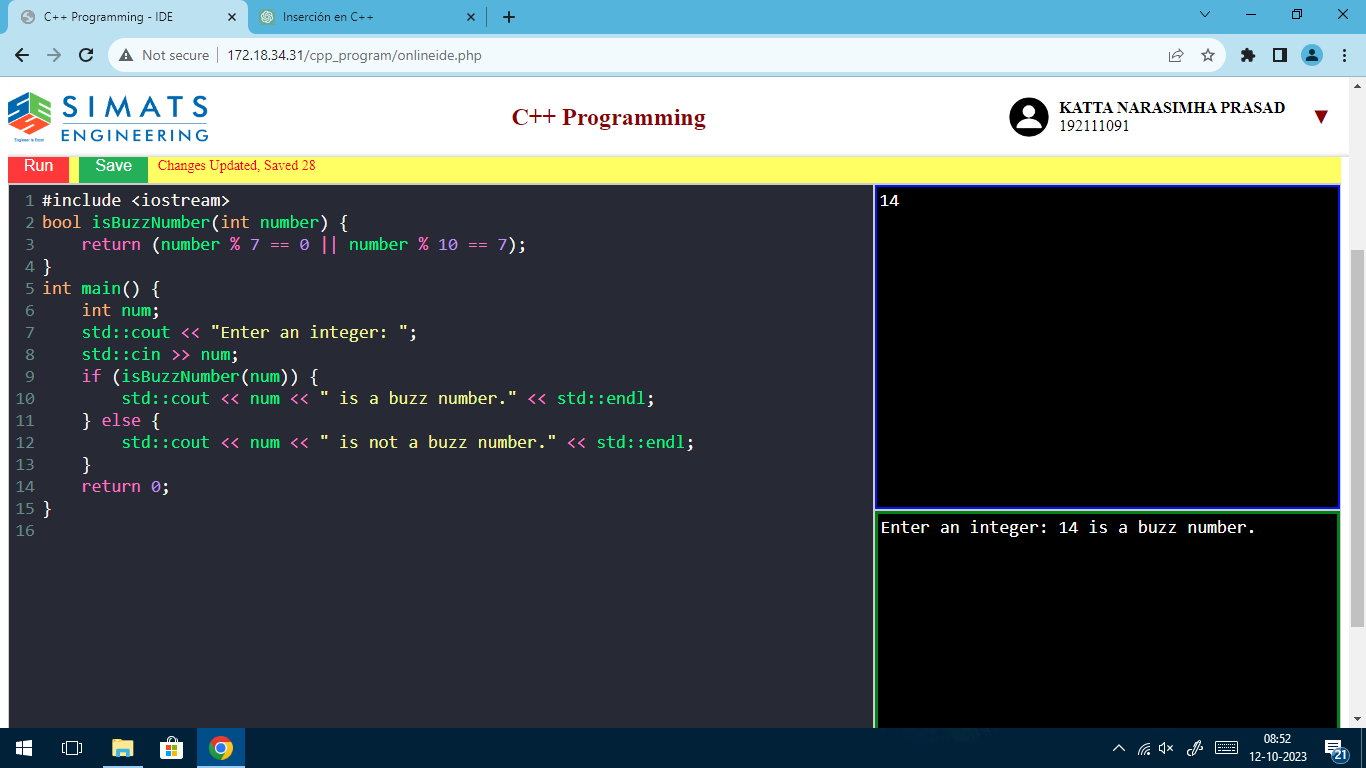 C++ Programming - IDE
Inserción en C++
Not secure
172.18.34.31/cpp_program/onlineide.php
SIMATS
ENGINEERING
Engineer to Excel
C++ Programming
KATTA NARASIMHA PRASAD
192111091
Run
Save
Changes Updated, Saved 28
1 #include <iostream>
2 bool isBuzzNumber(int number) {
3     return (number % 7 == 0 || number % 10 == 7);
4 }
5 int main() {
6     int num;
7     std::cout << "Enter an integer: ";
8     std::cin >> num;
9     if (isBuzzNumber(num)) {
10         std::cout << num << " is a buzz number." << std::endl;
11     } else {
12         std::cout << num << " is not a buzz number." << std::endl;
13     }
14     return 0;
15 }
16
14
Enter an integer: 14 is a buzz number.
08:52
12-10-2023
21